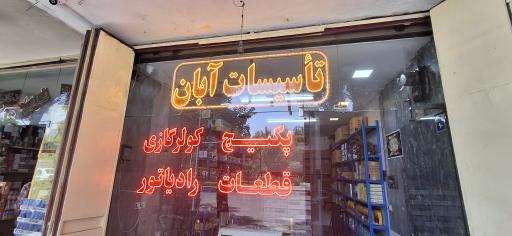 تأسیسات آبان
پکیج کولرگازی
قطعات رادیاتور